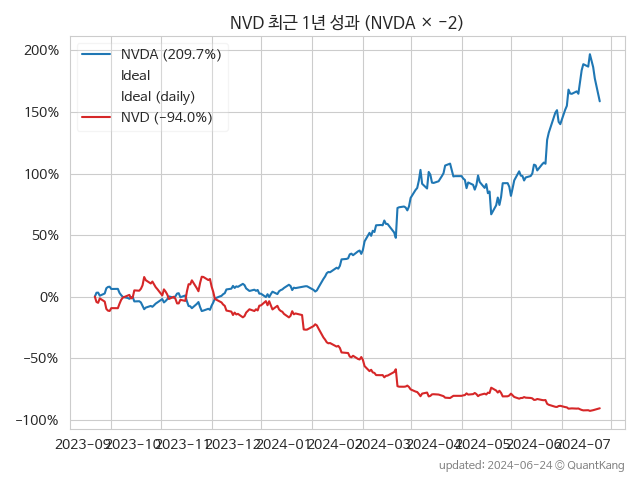 NVD 최근 1년 성과 (NVDA × −2)
NVDA (209.7%)
Ideal
Ideal (daily)
NVD (−94.0%)
200%
150%
100%
50%
0%
−50%
−100%
2023−09 2023−10 2023−11 2023−12 2024−01 2024−02 2024−03 2024−04 2024−05 2024−06 2024−07
updated: 2024-06-24 © QuantKang